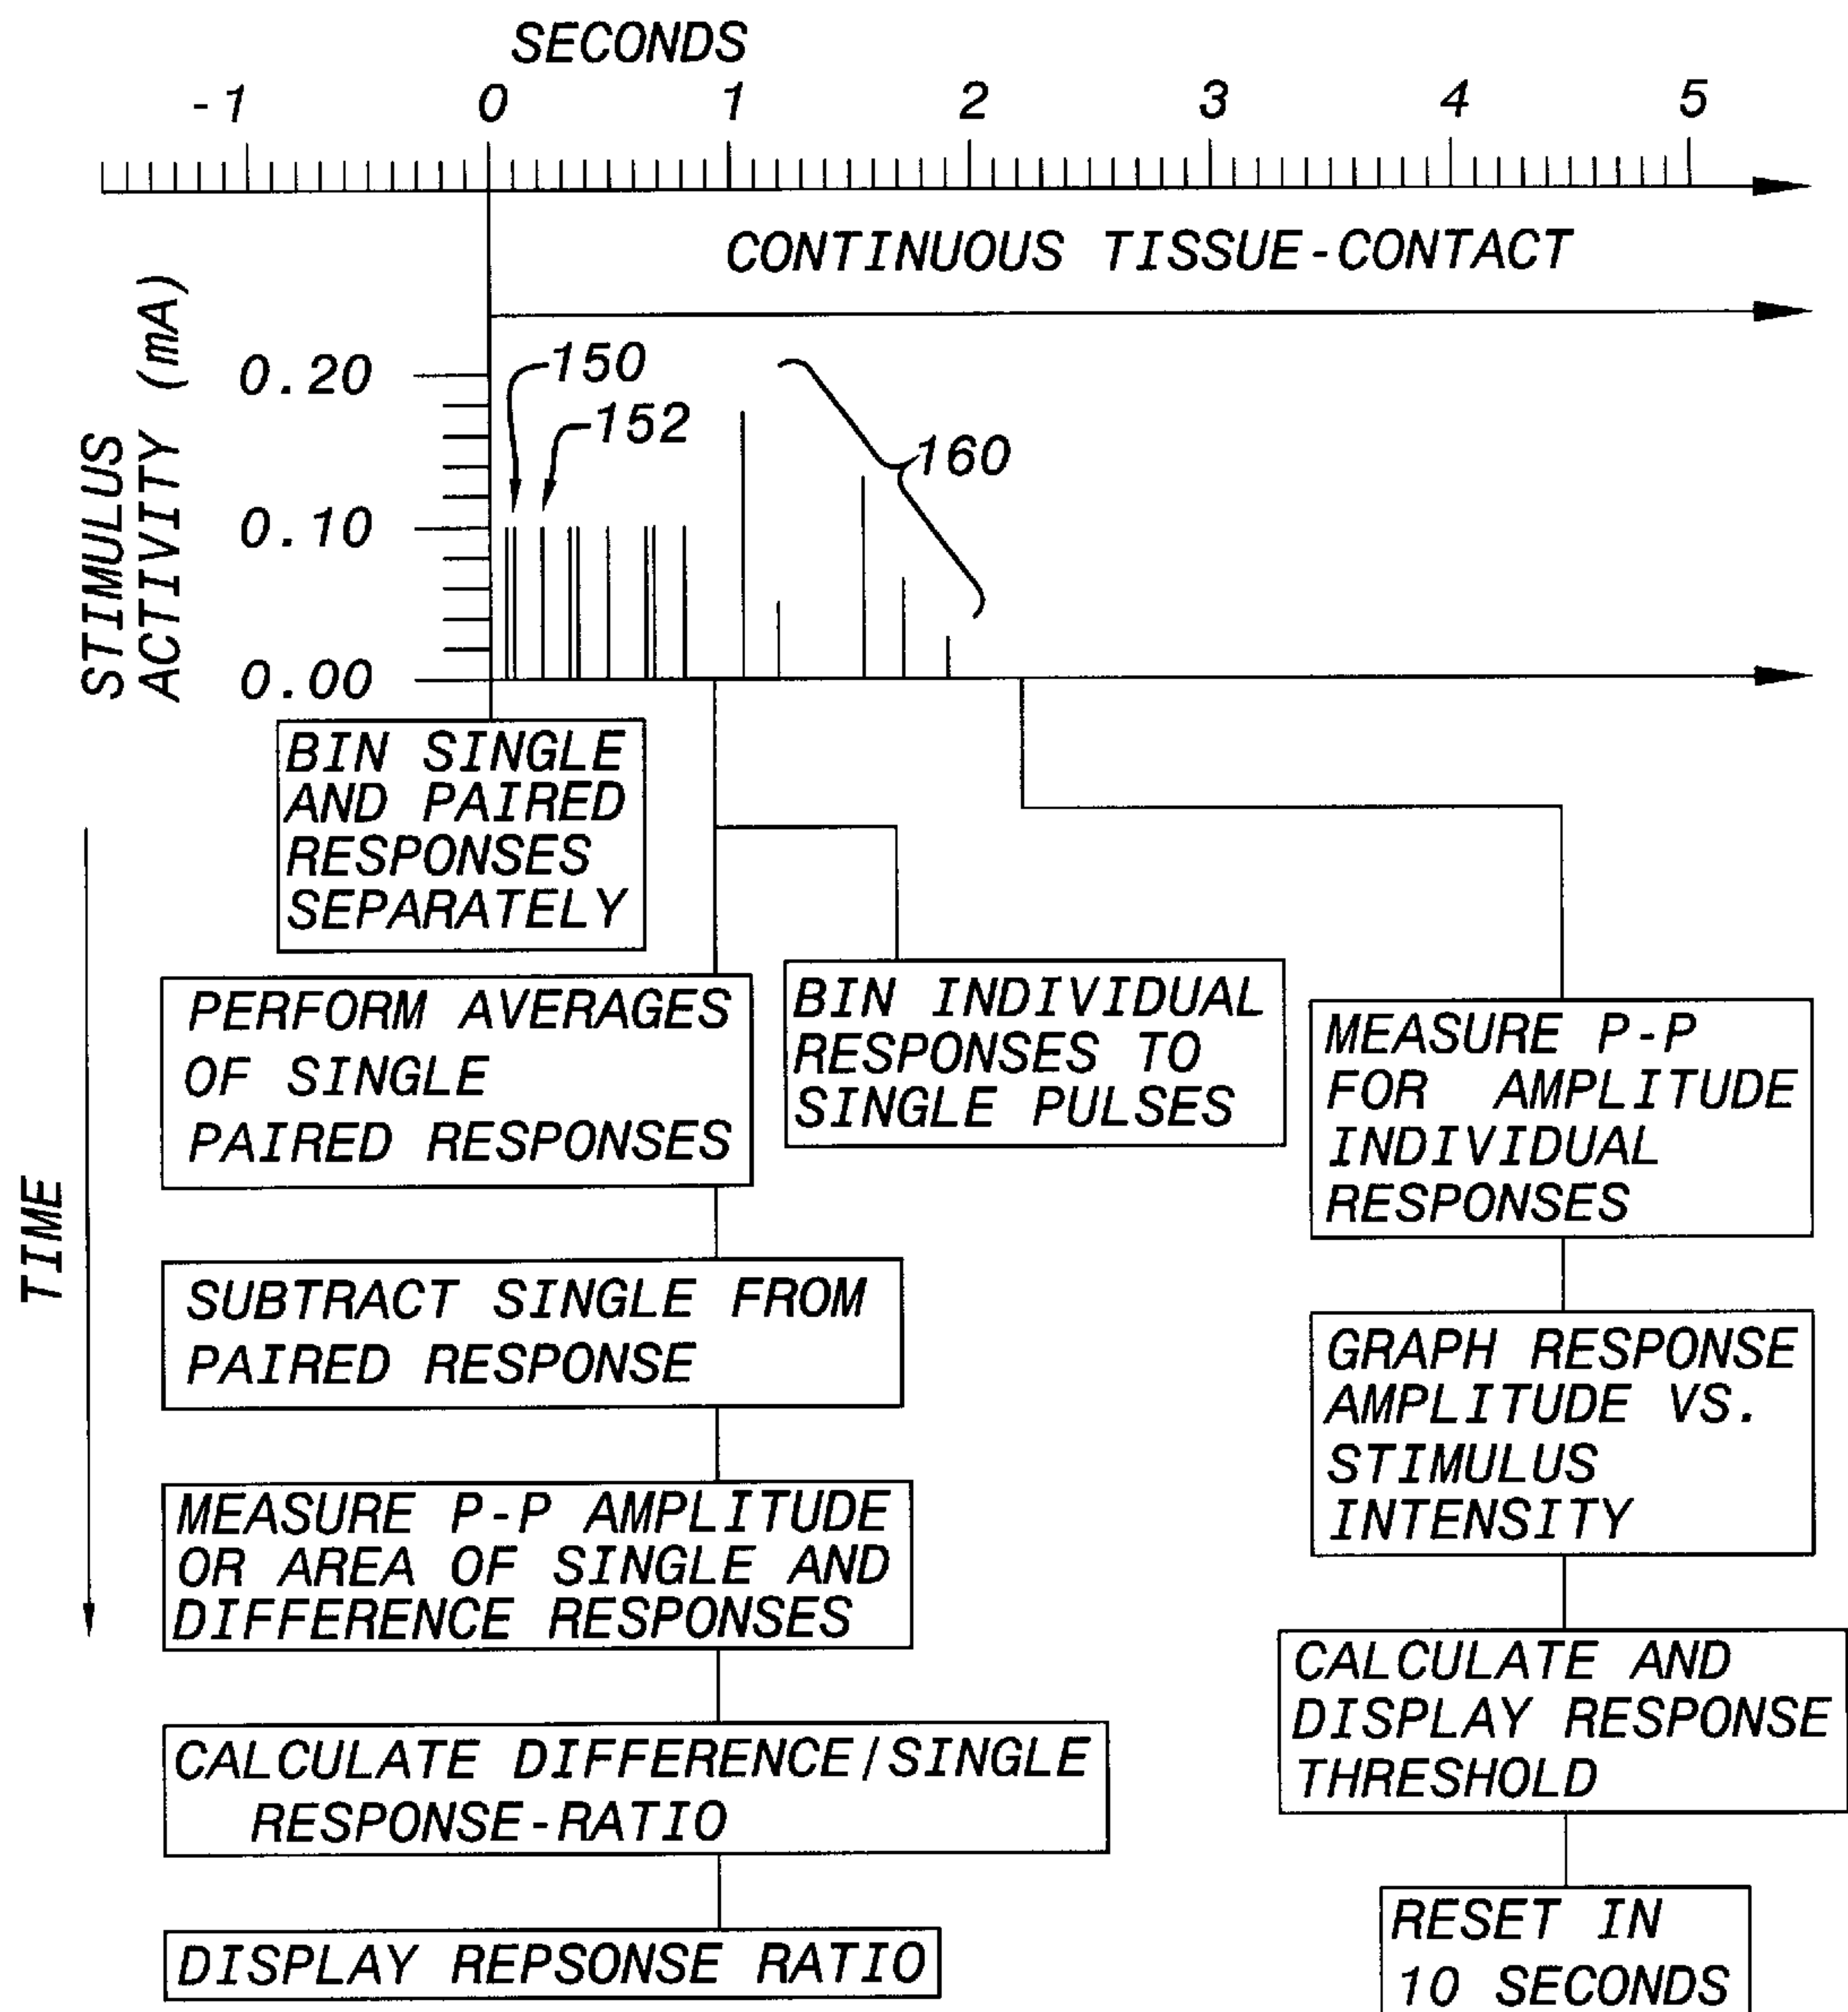 SECONDS
-1 0 1 2 3 4 5
CONTINUOUS TISSUE-CONTACT
STIMULUS
ACTIVITY (mA)
0.20
0.10
0.00
150
152
160
BIN SINGLE
AND PAIRED
RESPONSES
SEPARATELY
TIME
PERFORM AVERAGES
OF SINGLE
PAIRED RESPONSES
SUBTRACT SINGLE FROM
PAIRED RESPONSE
MEASURE P-P AMPLITUDE
OR AREA OF SINGLE AND
DIFFERENCE RESPONSES
CALCULATE DIFFERENCE/SINGLE
RESPONSE-RATIO
DISPLAY REPSONSE RATIO
BIN INDIVIDUAL
RESPONSES TO
SINGLE PULSES
MEASURE P-P
FOR AMPLITUDE
INDIVIDUAL
RESPONSES
GRAPH RESPONSE
AMPLITUDE VS.
STIMULUS
INTENSITY
CALCULATE AND
DISPLAY RESPONSE
THRESHOLD
RESET IN
10 SECONDS